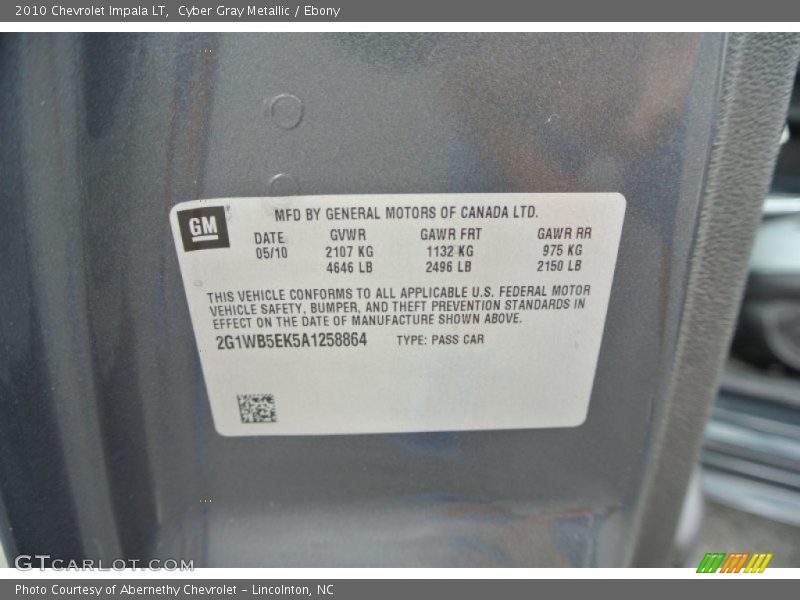 2010 Chevrolet Impala LT, Cyber Gray Metallic / Ebony
GM
MFD BY GENERAL MOTORS OF CANADA LTD.
DATE GVWR GAWR FRT GAWR RR
05/10 2107 KG 1132 KG 975 KG
4646 LB 2496 LB 2150 LB
THIS VEHICLE CONFORMS TO ALL APPLICABLE U.S. FEDERAL MOTOR
VEHICLE SAFETY, BUMPER, AND THEFT PREVENTION STANDARDS IN
EFFECT ON THE DATE OF MANUFACTURE SHOWN ABOVE.
2G1WB5EK5A1258864 TYPE: PASS CAR
GTCARLOT.COM
Photo Courtesy of Abernethy Chevrolet - Lincolnton, NC